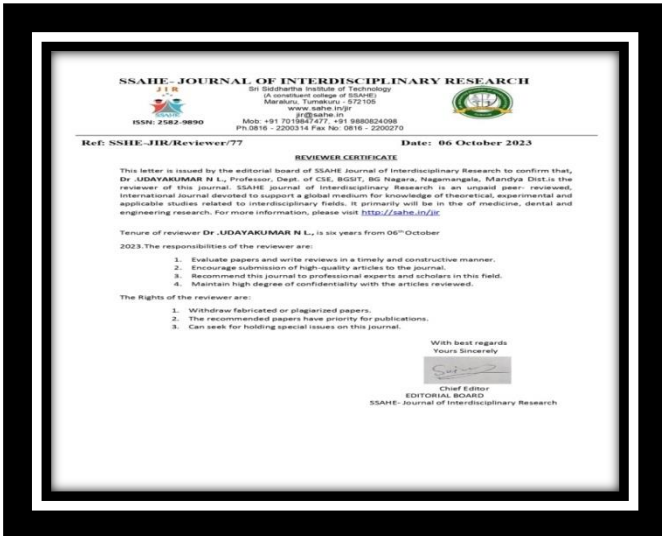 SSAHE- JOURNAL OF INTERDISCIPLINARY RESEARCH
JIR
SSAHE
ISSN: 2582-9890
Sri Siddhartha Institute of Technology
(A constituent college of SSAHE)
Maraluru, Tumakuru - 572105
www.sahe.in/jir
jir@sahe.in
Mob: +91 7019847477, +91 9880824098
Ph.0816 - 2200314 Fax No: 0816 - 2200270
Ref: SSHE-JIR/Reviewer/77
Date: 06 October 2023
REVIEWER CERTIFICATE
This letter is issued by the editorial board of SSAHE Journal of Interdisciplinary Research to confirm that,
Dr .UDAYAKUMAR N L., Professor, Dept. of CSE, BGSIT, BG Nagara, Nagamangala, Mandya Dist.is the
reviewer of this journal. SSAHE journal of Interdisciplinary Research is an unpaid peer- reviewed,
International Journal devoted to support a global medium for knowledge of theoretical, experimental and
applicable studies related to interdisciplinary fields. It primarily will be in the of medicine, dental and
engineering research. For more information, please visit http://sahe.in/jir
Tenure of reviewer Dr .UDAYAKUMAR N L., is six years from 06th October
2023.The responsibilities of the reviewer are:
1. Evaluate papers and write reviews in a timely and constructive manner.
2. Encourage submission of high-quality articles to the journal.
3. Recommend this journal to professional experts and scholars in this field.
4. Maintain high degree of confidentiality with the articles reviewed.
The Rights of the reviewer are:
1. Withdraw fabricated or plagiarized papers.
2. The recommended papers have priority for publications.
3. Can seek for holding special issues on this journal.
With best regards
Yours Sincerely
Chief Editor
EDITORIAL BOARD
SSAHE- Journal of Interdisciplinary Research